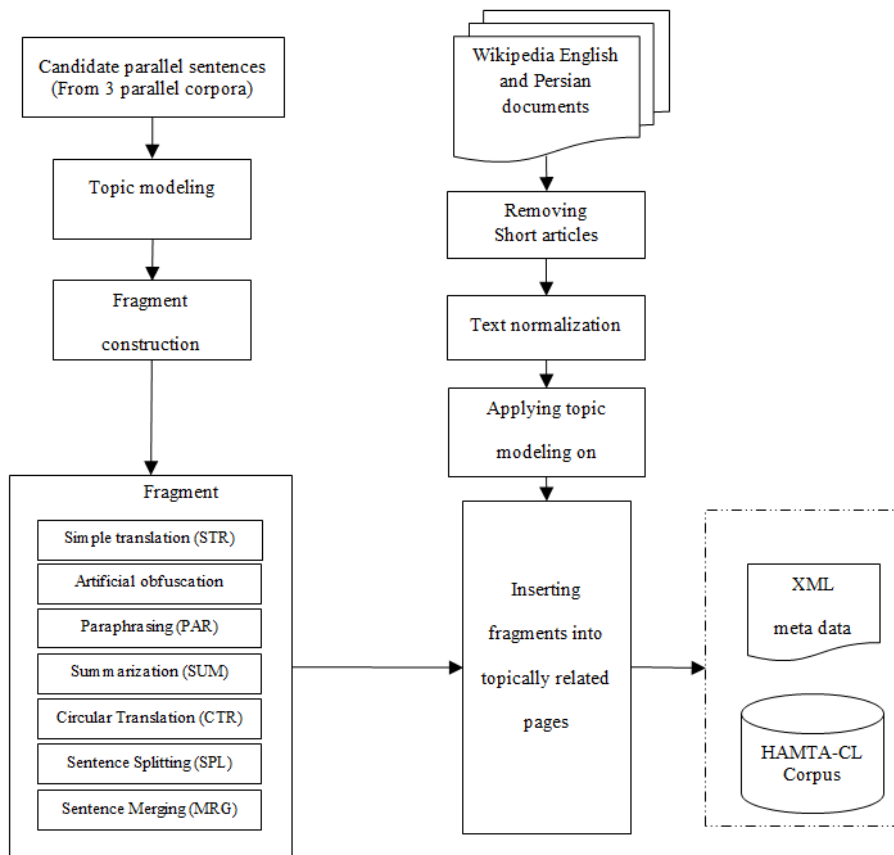 Candidate parallel sentences
(From 3 parallel corpora)
Topic modeling
Fragment
construction
Fragment
Simple translation (STR)
Artificial obfuscation
Paraphrasing (PAR)
Summarization (SUM)
Circular Translation (CTR)
Sentence Splitting (SPL)
Sentence Merging (MRG)
Wikipedia English
and Persian
documents
Removing
Short articles
Text normalization
Applying topic
modeling on
Inserting
fragments into
topically related
pages
XML
meta data
HAMTA-CL
Corpus